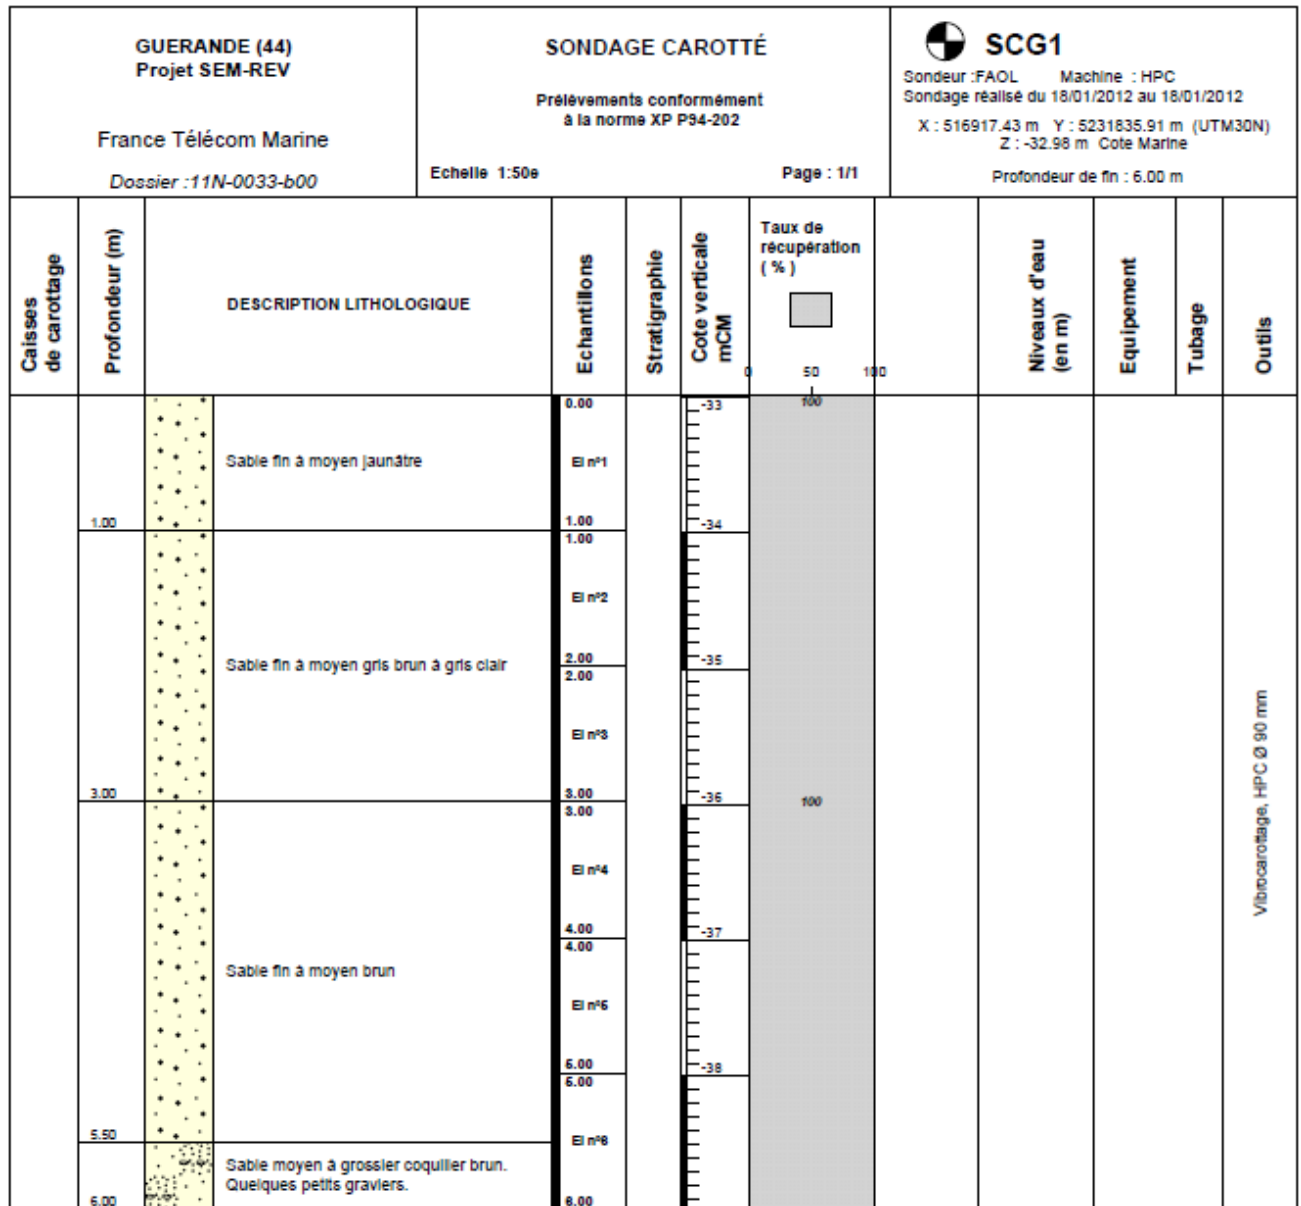 GUERANDE (44)
Projet SEM-REV
France Télécom Marine
Dossier :11N-0033-b00
SONDAGE CAROTTÉ
Prélèvements conformément
à la norme XP P94-202
Echelle 1:50e
Page : 1/1
SCG1
Sondeur :FAOL Machine : HPC
Sondage réalisé du 18/01/2012 au 18/01/2012
X : 516917.43 m Y : 5231835.91 m (UTM30N)
Z : -32.98 m Cote Marine
Profondeur de fin : 6.00 m
Caisses
de carottage
Profondeur (m)
DESCRIPTION LITHOLOGIQUE
Echantillons
Stratigraphie
Cote verticale
mCM
Taux de
récupération
( % )
0 50 100
Niveaux d'eau
(en m)
Equipement
Tubage
Outils
0.00
-33
100
Sable fin à moyen jaunâtre
El n°1
1.00
1.00
-34
1.00
El n°2
Sable fin à moyen gris brun à gris clair
2.00
-35
2.00
El n°3
3.00
3.00
-36
3.00
100
El n°4
4.00
-37
4.00
Sable fin à moyen brun
El n°5
5.00
-38
5.00
5.50
El n°6
Sable moyen à grossier coquillier brun.
Quelques petits graviers.
6.00
6.00
Vibrocarottage, HPC Ø 90 mm